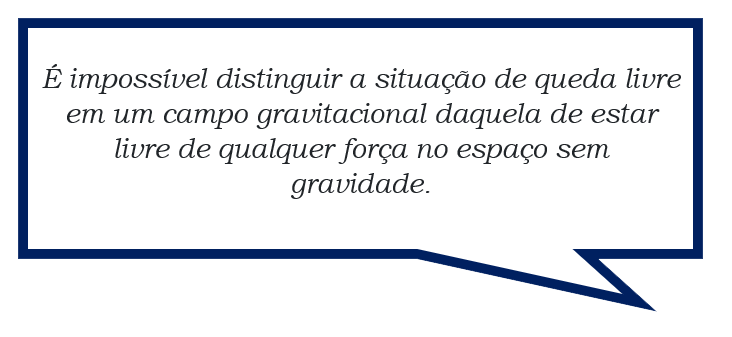 É impossível distinguir a situação de queda livre
em um campo gravitacional daquela de estar
livre de qualquer força no espaço sem
gravidade.